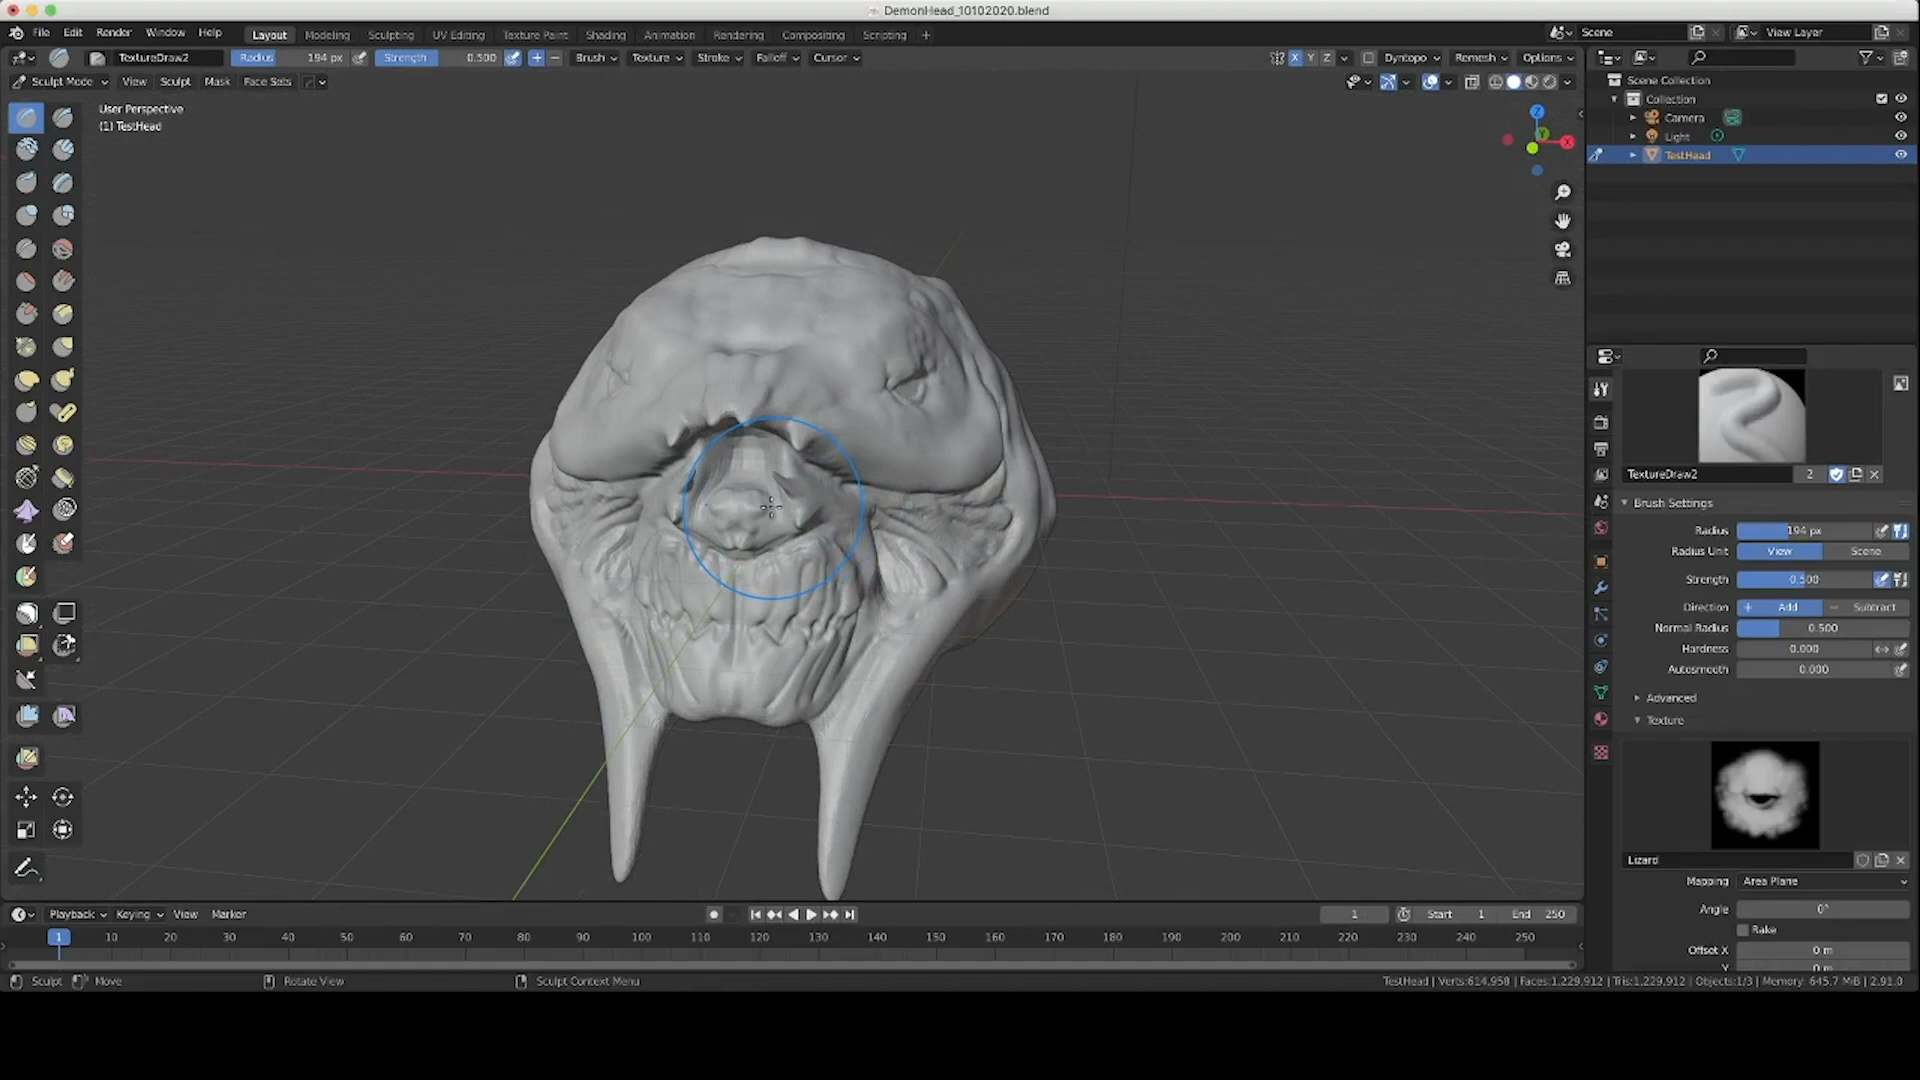 DemonHead_10102020.blend
File Edit Render Window Help Layout Modeling Sculpting UV Editing Texture Paint Shading Animation Rendering Compositing Scripting + Scene View Layer
TextureDraw2 Radius 194 px Strength 0.500 + − Brush Texture Stroke Falloff Cursor X Y Z Dyntopo Remesh Options
Sculpt Mode View Sculpt Mask Face Sets
User Perspective
(1) TestHead
Z
Y
X
Scene Collection
Collection
Camera
Light
TestHead
TextureDraw2 2
Brush Settings
Radius 194 px
Radius Unit View Scene
Strength 0.500
Direction + Add − Subtract
Normal Radius 0.500
Hardness 0.000
Autosmooth 0.000
Advanced
Texture
Lizard
Mapping Area Plane
Angle 0°
Rake
Offset X 0 m
Y 0 m
Playback Keying View Marker 1 Start 1 End 250
1 10 20 30 40 50 60 70 80 90 100 110 120 130 140 150 160 170 180 190 200 210 220 230 240 250
Sculpt Move Rotate View Sculpt Context Menu TestHead | Verts:614,958 | Faces:1,229,912 | Tris:1,229,912 | Objects:1/3 | Memory: 645.7 MiB | 2.91.0